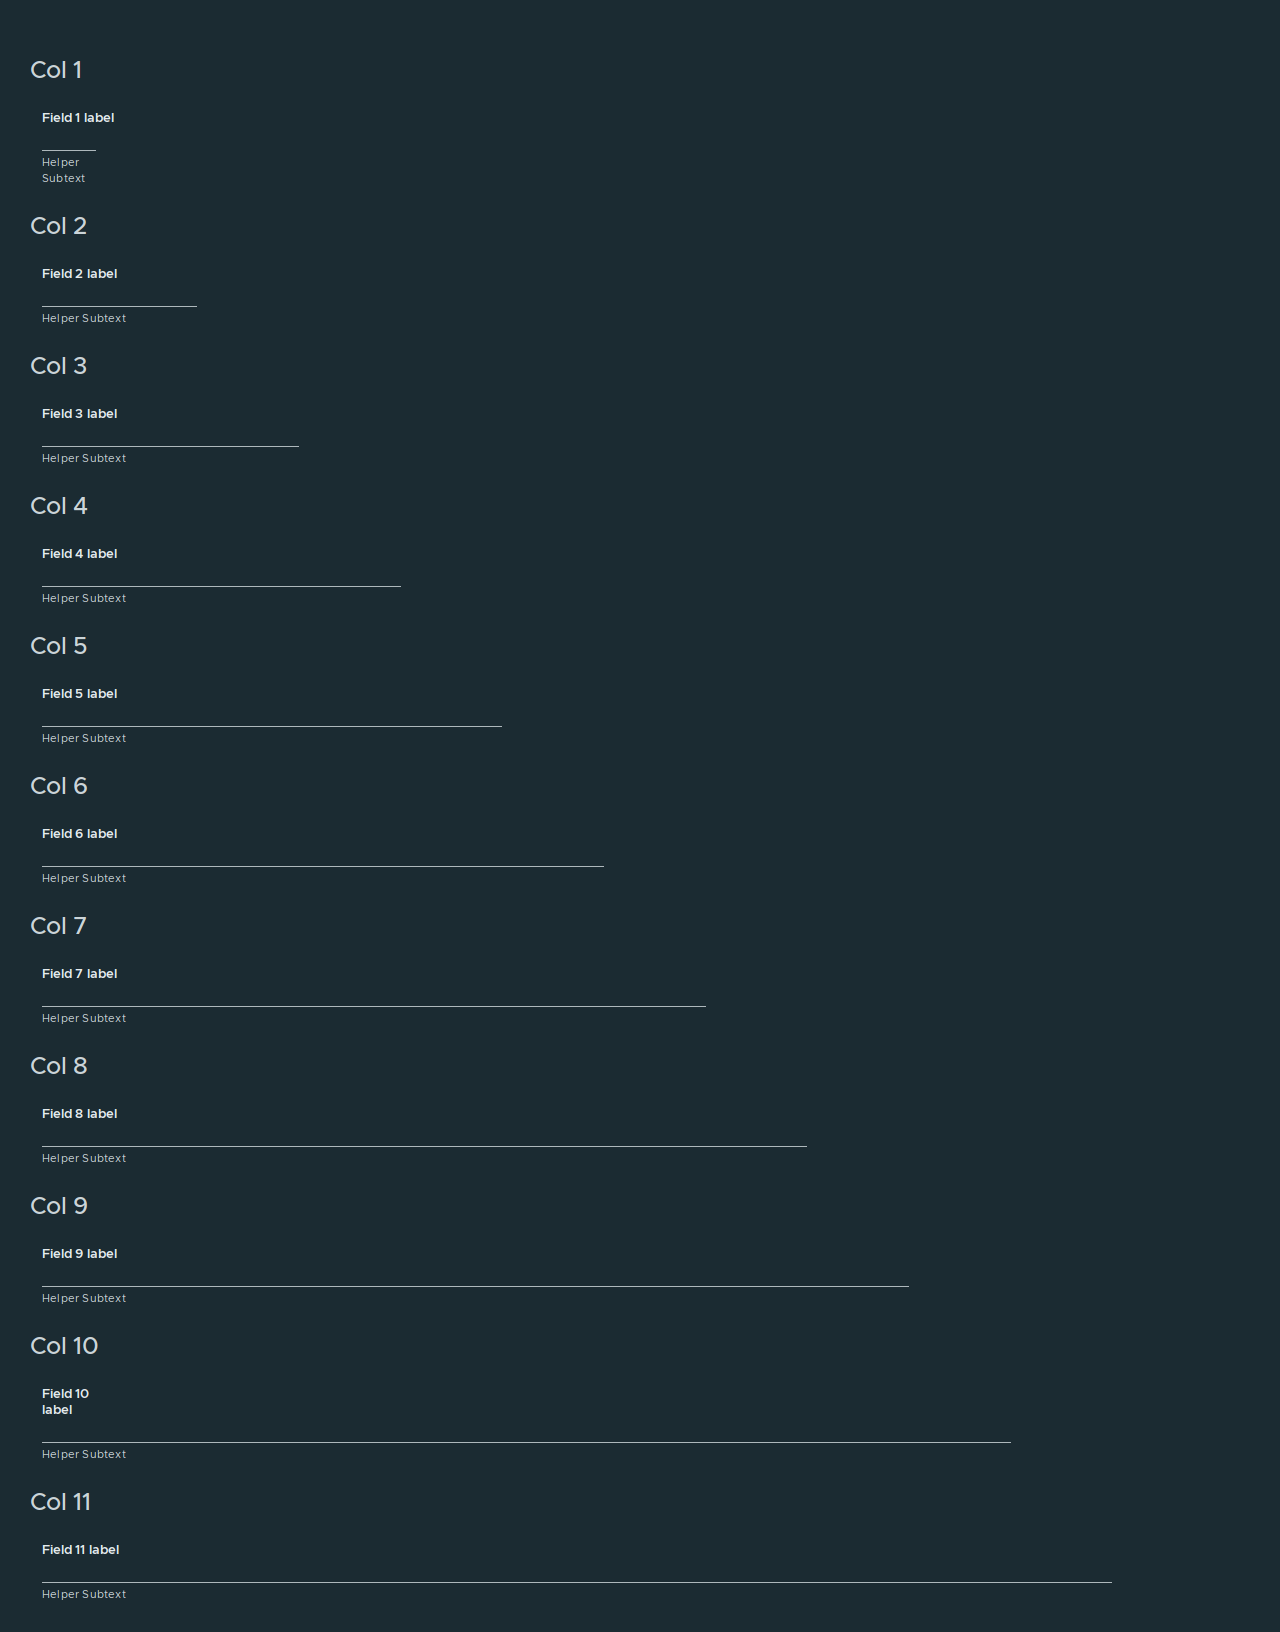 Col 1
Field 1 label
Helper
Subtext
Col 2
Field 2 label
Helper Subtext
Col 3
Field 3 label
Helper Subtext
Col 4
Field 4 label
Helper Subtext
Col 5
Field 5 label
Helper Subtext
Col 6
Field 6 label
Helper Subtext
Col 7
Field 7 label
Helper Subtext
Col 8
Field 8 label
Helper Subtext
Col 9
Field 9 label
Helper Subtext
Col 10
Field 10
label
Helper Subtext
Col 11
Field 11 label
Helper Subtext